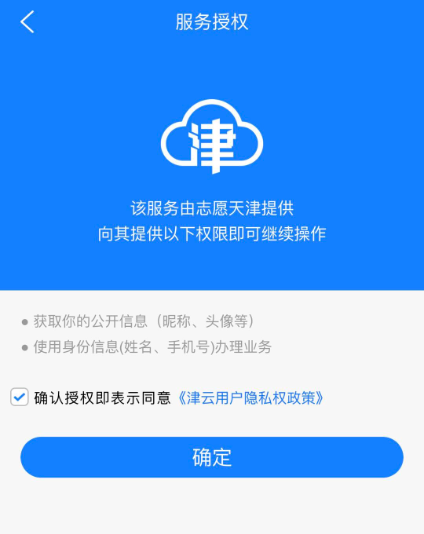 服务授权
津
该服务由志愿天津提供
向其提供以下权限即可继续操作
● 获取你的公开信息（昵称、头像等）
● 使用身份信息(姓名、手机号)办理业务
确认授权即表示同意《津云用户隐私权政策》
确定